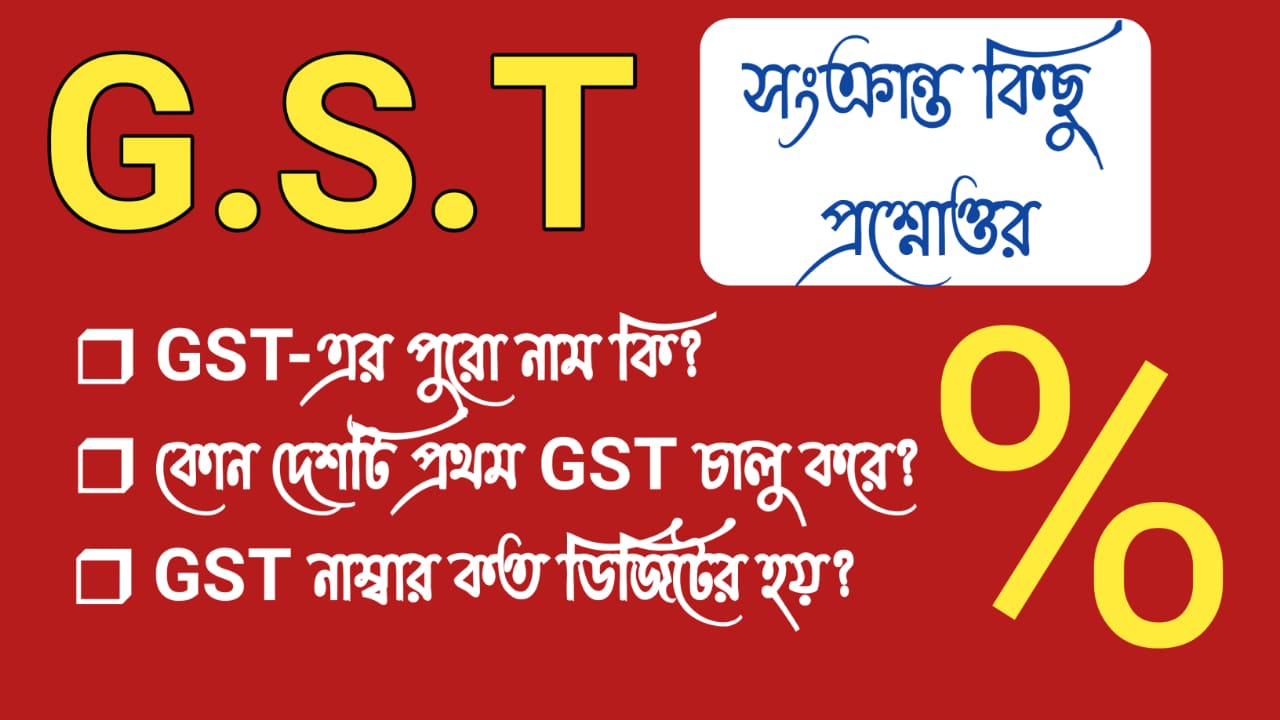 G.S.T
সংক্রান্ত কিছু
প্রশ্নোত্তর
GST-এর পুরো নাম কি?
কোন দেশটি প্রথম GST চালু করে?
GST নাম্বার কত ডিজিটের হয়?
%